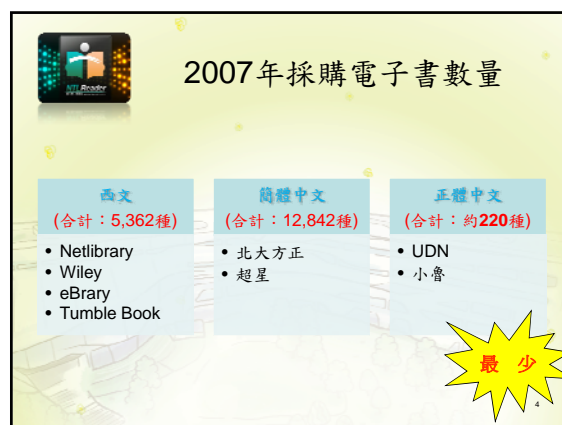 NTLReader
2007年採購電子書數量
西文
(合計：5,362種)
• Netlibrary
• Wiley
• eBrary
• Tumble Book
簡體中文
(合計：12,842種)
• 北大方正
• 超星
正體中文
(合計：約220種)
• UDN
• 小魯
最 少
4